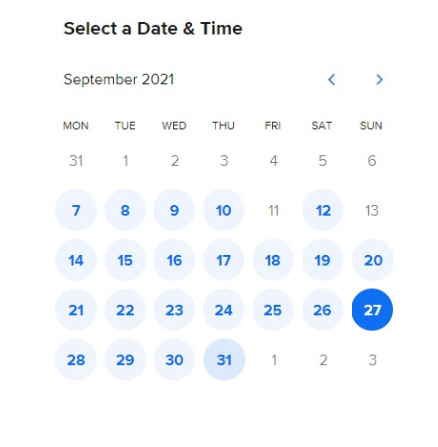 Select a Date & Time
September 2021
MON TUE WED THU FRI SAT SUN
31 1 2 3 4 5 6
7 8 9 10 11 12 13
14 15 16 17 18 19 20
21 22 23 24 25 26 27
28 29 30 31 1 2 3